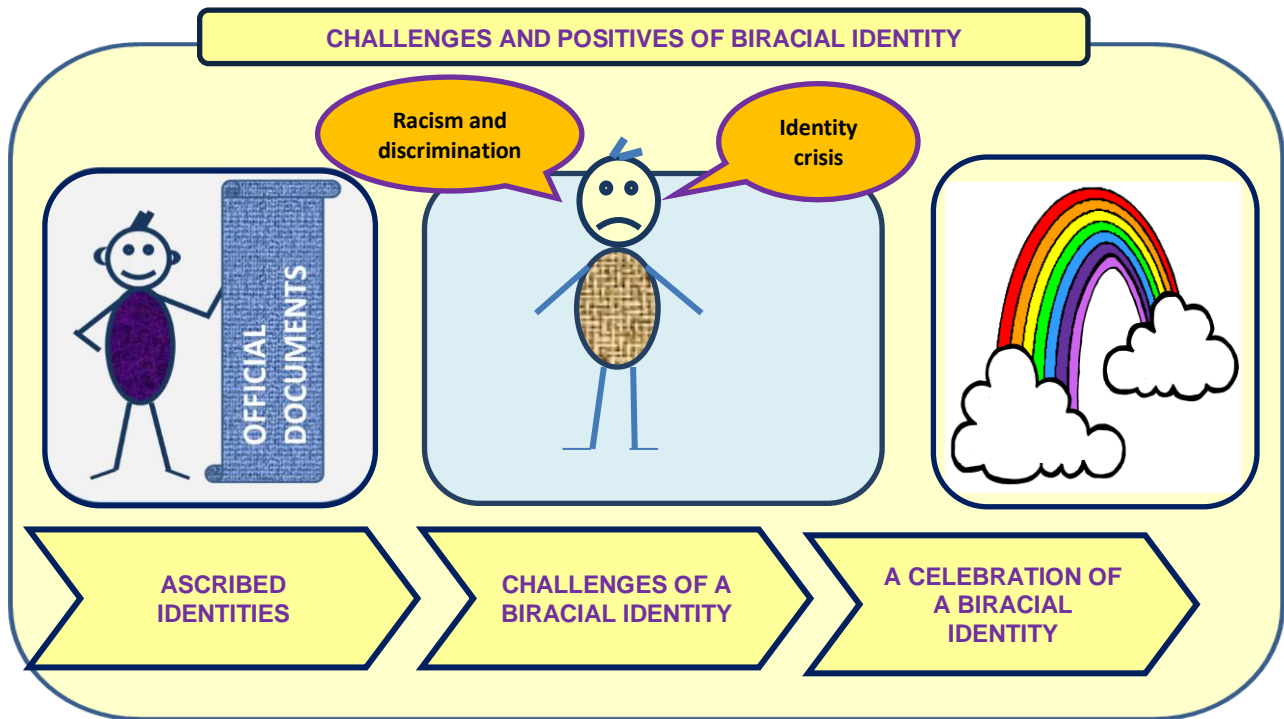 CHALLENGES AND POSITIVES OF BIRACIAL IDENTITY
Racism and
discrimination
Identity
crisis
OFFICIAL
DOCUMENTS
ASCRIBED
IDENTITIES
CHALLENGES OF A
BIRACIAL IDENTITY
A CELEBRATION OF
A BIRACIAL
IDENTITY